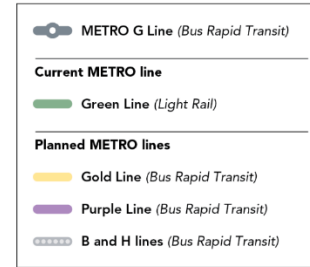 METRO G Line (Bus Rapid Transit)
Current METRO line
Green Line (Light Rail)
Planned METRO lines
Gold Line (Bus Rapid Transit)
Purple Line (Bus Rapid Transit)
B and H lines (Bus Rapid Transit)